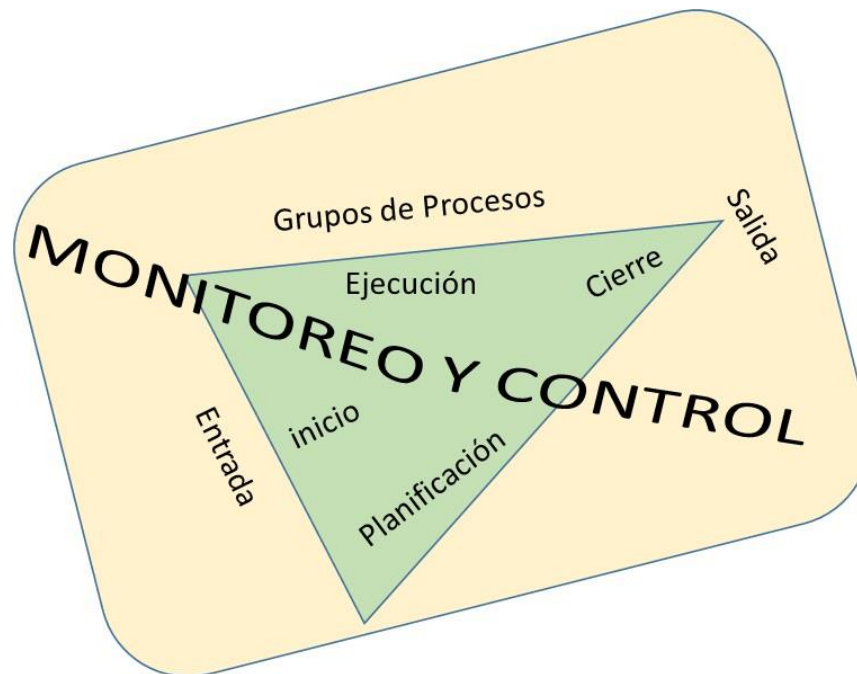 Grupos de Procesos
Salida
MONITOREO Y CONTROL
Ejecución
Cierre
Entrada
inicio
Planificación